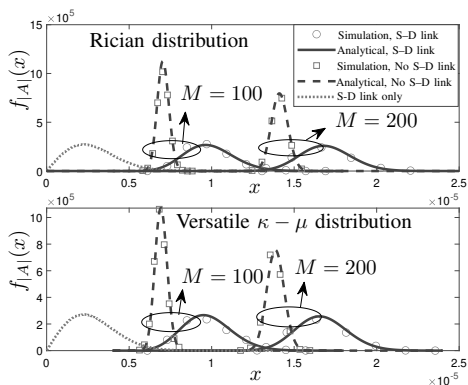 × 10⁵
15
10
5
0
f|A|(x)
Rician distribution
Simulation, S–D link
Analytical, S–D link
Simulation, No S–D link
Analytical, No S–D link
S-D link only
M = 100
M = 200
0 0.5 1 1.5 2 2.5
x
× 10⁻⁰⁵
× 10⁵
10
8
6
4
2
0
f|A|(x)
Versatile κ − μ distribution
M = 100
M = 200
0 0.5 1 1.5 2 2.5
x
× 10⁻⁰⁵